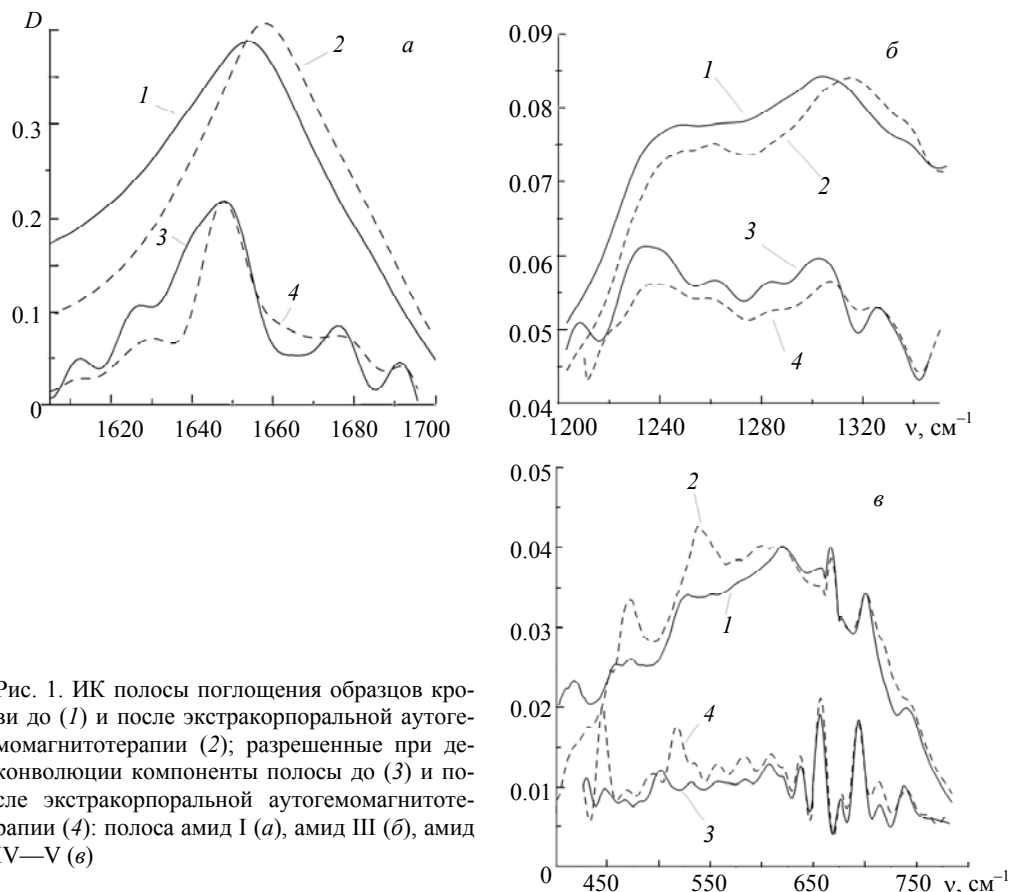 D
а
1
2
0.3
0.2
3
4
0.1
0
1620 1640 1660 1680 1700
0.09
б
1
0.08
2
0.07
3
0.06
0.05
4
0.04
1200 1240 1280 1320 ν, см–1
0.05
2
в
0.04
1
0.03
0.02
4
0.01
3
0
450 550 650 750 ν, см–1
Рис. 1. ИК полосы поглощения образцов кро-
ви до (1) и после экстракорпоральной аутоге-
момагнитотерапии (2); разрешенные при де-
конволюции компоненты полосы до (3) и по-
сле экстракорпоральной аутогемомагнитоте-
рапии (4): полоса амид I (а), амид III (б), амид
IV—V (в)